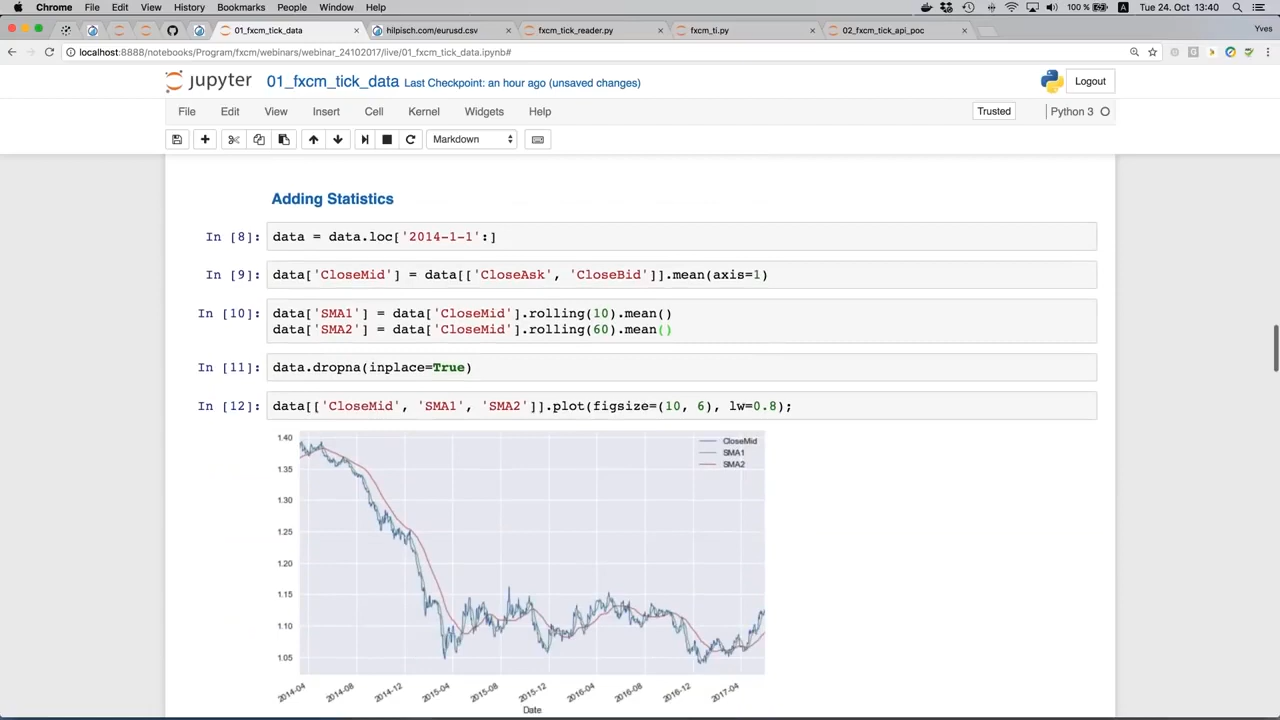 Chrome File Edit View History Bookmarks People Window Help 100 % A Tue 24. Oct 13:40
01_fxcm_tick_data × hilpisch.com/eurusd.csv × fxcm_tick_reader.py × fxcm_ti.py × 02_fxcm_tick_api_poc × Yves
localhost:8888/notebooks/Program/fxcm/webinars/webinar_24102017/live/01_fxcm_tick_data.ipynb#
jupyter 01_fxcm_tick_data Last Checkpoint: an hour ago (unsaved changes) Logout
File Edit View Insert Cell Kernel Widgets Help Trusted Python 3
Markdown
Adding Statistics
In [8]: data = data.loc['2014-1-1':]
In [9]: data['CloseMid'] = data[['CloseAsk', 'CloseBid']].mean(axis=1)
In [10]: data['SMA1'] = data['CloseMid'].rolling(10).mean()
data['SMA2'] = data['CloseMid'].rolling(60).mean()
In [11]: data.dropna(inplace=True)
In [12]: data[['CloseMid', 'SMA1', 'SMA2']].plot(figsize=(10, 6), lw=0.8);
1.40
CloseMid
SMA1
SMA2
1.35
1.30
1.25
1.20
1.15
1.10
1.05
2014-04 2014-08 2014-12 2015-04 2015-08 2015-12 2016-04 2016-08 2016-12 2017-04
Date